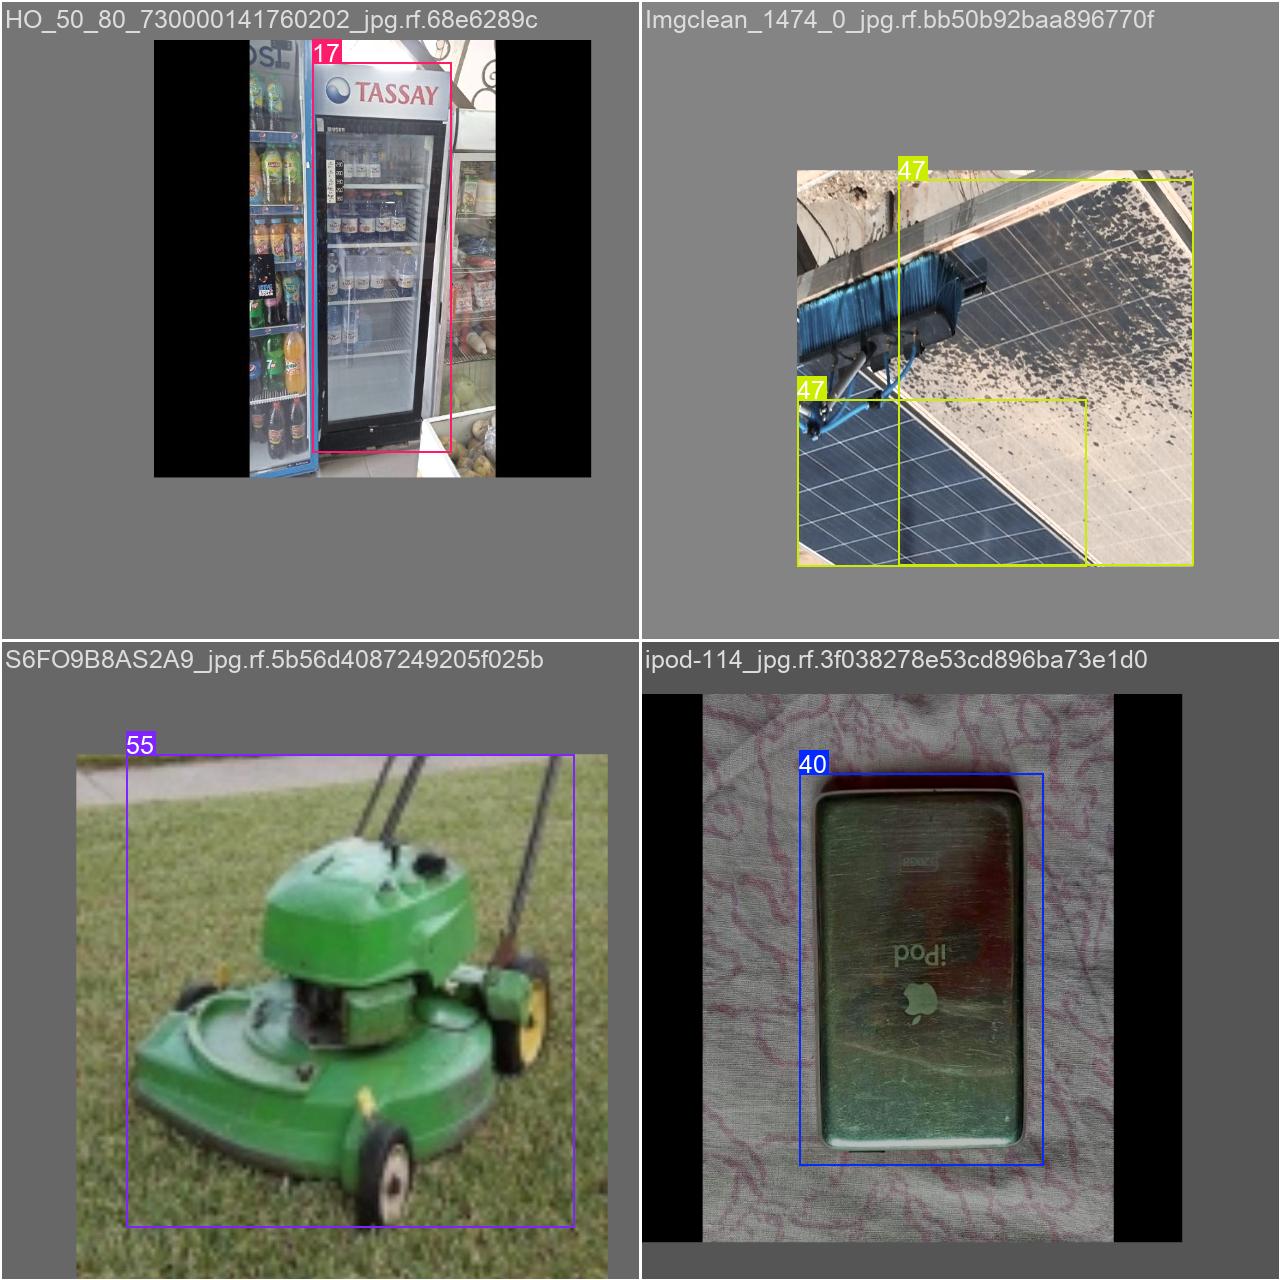 HO_50_80_730000141760202_jpg.rf.68e6289c
17
TASSAY
7
Imgclean_1474_0_jpg.rf.bb50b92baa896770f
47
47
S6FO9B8AS2A9_jpg.rf.5b56d4087249205f025b
55
ipod-114_jpg.rf.3f038278e53cd896ba73e1d0
40
iPod